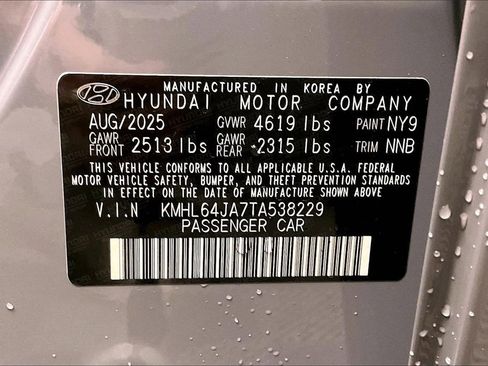 MANUFACTURED IN KOREA BY
HYUNDAI MOTOR COMPANY
AUG/2025 GVWR 4619 lbs PAINT NY9
GAWR FRONT 2513 lbs GAWR REAR 2315 lbs TRIM NNB
THIS VEHICLE CONFORMS TO ALL APPLICABLE U.S.A. FEDERAL
MOTOR VEHICLE SAFETY, BUMPER, AND THEFT PREVENTION STANDARDS
IN EFFECT ON THE DATE OF MANUFACTURE SHOWN ABOVE.
V.I.N KMHL64JA7TA538229
PASSENGER CAR